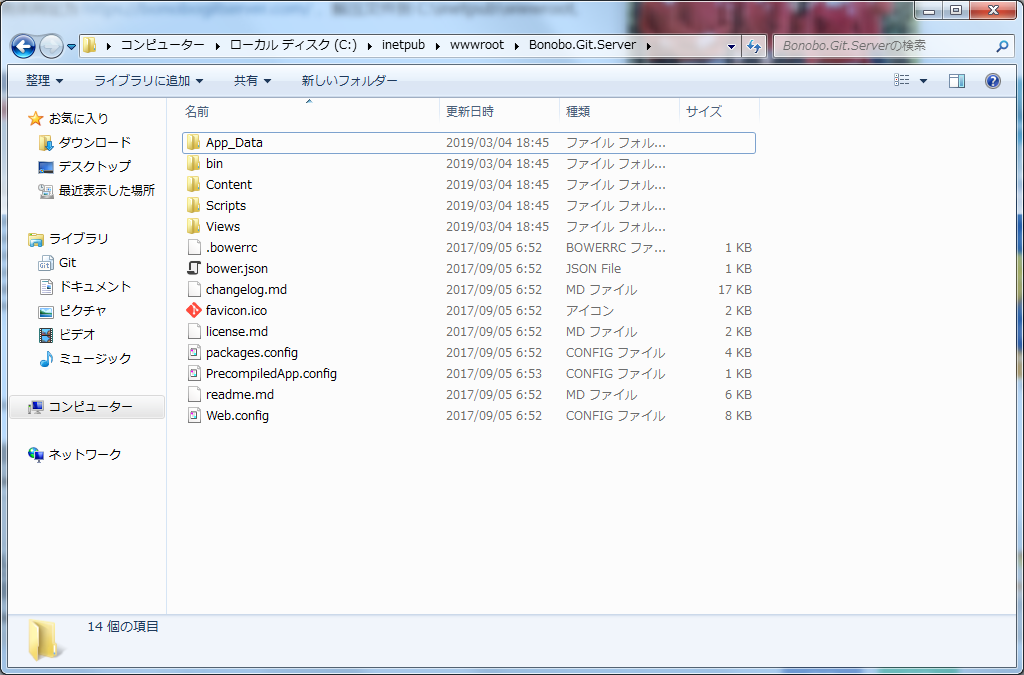 コンピューター ローカル ディスク (C:) inetpub wwwroot Bonobo.Git.Server Bonobo.Git.Serverの検索
整理 ライブラリに追加 共有 新しいフォルダー
お気に入り
ダウンロード
デスクトップ
最近表示した場所
ライブラリ
Git
ドキュメント
ピクチャ
ビデオ
ミュージック
コンピューター
ネットワーク
名前 更新日時 種類 サイズ
App_Data 2019/03/04 18:45 ファイル フォル...
bin 2019/03/04 18:45 ファイル フォル...
Content 2019/03/04 18:45 ファイル フォル...
Scripts 2019/03/04 18:45 ファイル フォル...
Views 2019/03/04 18:45 ファイル フォル...
.bowerrc 2017/09/05 6:52 BOWERRC ファ... 1 KB
bower.json 2017/09/05 6:52 JSON File 1 KB
changelog.md 2017/09/05 6:52 MD ファイル 17 KB
favicon.ico 2017/09/05 6:52 アイコン 2 KB
license.md 2017/09/05 6:52 MD ファイル 2 KB
packages.config 2017/09/05 6:52 CONFIG ファイル 4 KB
PrecompiledApp.config 2017/09/05 6:53 CONFIG ファイル 1 KB
readme.md 2017/09/05 6:52 MD ファイル 6 KB
Web.config 2017/09/05 6:52 CONFIG ファイル 8 KB
14 個の項目